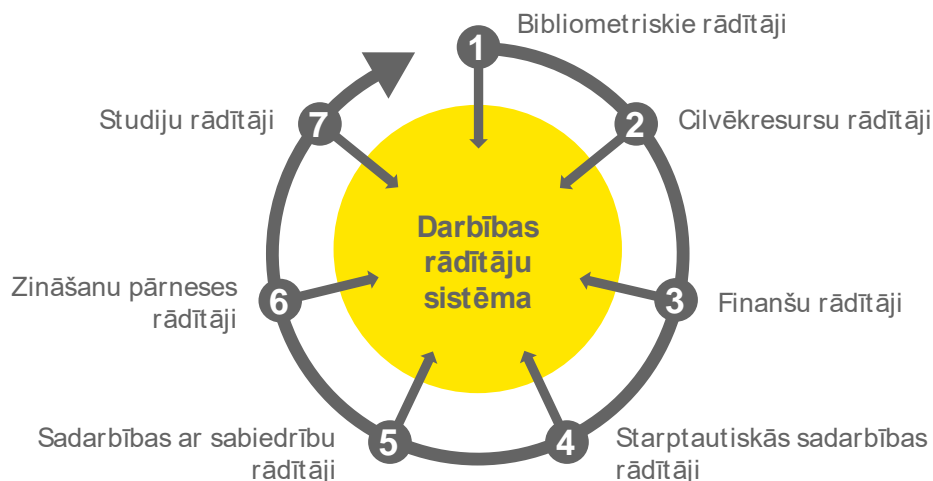 1
Bibliometriskie rādītāji
2
Cilvēkresursu rādītāji
3
Finanšu rādītāji
4
Starptautiskās sadarbības
rādītāji
5
Sadarbības ar sabiedrību
rādītāji
6
Zināšanu pārneses
rādītāji
7
Studiju rādītāji
Darbības
rādītāju
sistēma